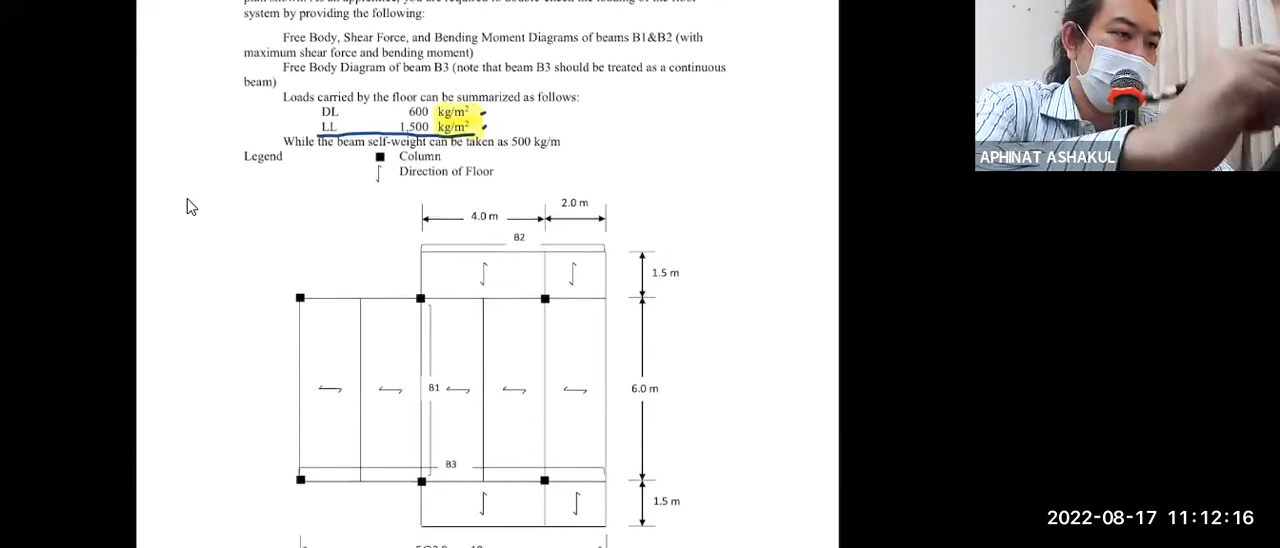 system by providing the following:
Free Body, Shear Force, and Bending Moment Diagrams of beams B1&B2 (with
maximum shear force and bending moment)
Free Body Diagram of beam B3 (note that beam B3 should be treated as a continuous
beam)
Loads carried by the floor can be summarized as follows:
DL 600 kg/m²
LL 1,500 kg/m²
While the beam self-weight can be taken as 500 kg/m
Legend Column
Direction of Floor
APHINAT ASHAKUL
2.0 m
4.0 m
B2
1.5 m
B1
6.0 m
B3
1.5 m
2022-08-17 11:12:16